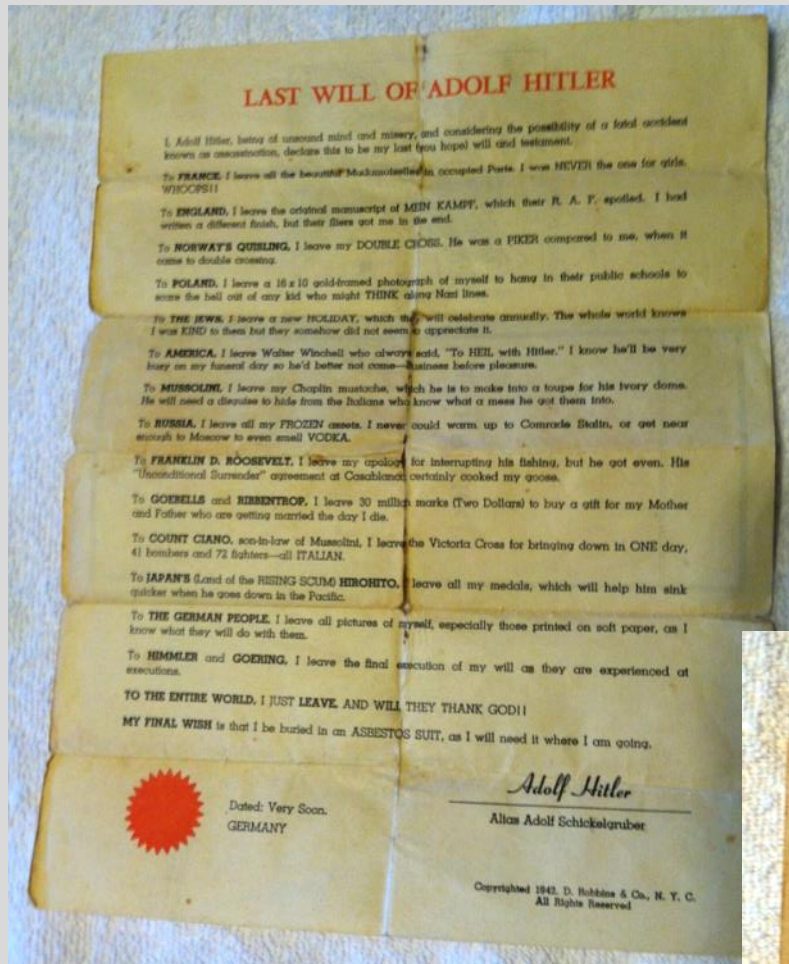 LAST WILL OF ADOLF HITLER
I, Adolf Hitler, being of unsound mind and misery, and considering the possibility of a fatal accident
known as assassination, declare this to be my last (you hope) will and testament.
To FRANCE, I leave all the beautiful Madamoiselles in occupied Paris. I was NEVER the one for girls.
WHOOPS!!
To ENGLAND, I leave the original manuscript of MEIN KAMPF, which their R. A. F. spoiled. I had
written a different finish, but their fliers got me in the end.
To NORWAY'S QUISLING, I leave my DOUBLE CROSS. He was a PIKER compared to me, when it
came to double crossing.
To POLAND, I leave a 16 x 10 gold-framed photograph of myself to hang in their public schools to
scare the hell out of any kid who might THINK along Nazi lines.
To THE JEWS, I leave a new HOLIDAY, which they will celebrate annually. The whole world knows
I was KIND to them but they somehow did not seem to appreciate it.
To AMERICA, I leave Walter Winchell who always said, "To HEIL with Hitler." I know he'll be very
busy on my funeral day so he'd better not come—Business before pleasure.
To MUSSOLINI, I leave my Chaplin mustache, which he is to make into a toupe for his ivory dome.
He will need a disguise to hide from the Italians who know what a mess he got them into.
To RUSSIA, I leave all my FROZEN assets. I never could warm up to Comrade Stalin, or get near
enough to Moscow to even smell VODKA.
To FRANKLIN D. ROOSEVELT, I leave my apology for interrupting his fishing, but he got even. His
"Unconditional Surrender" agreement at Casablanca certainly cooked my goose.
To GOEBELLS and RIBBENTROP, I leave 30 million marks (Two Dollars) to buy a gift for my Mother
and Father who are getting married the day I die.
To COUNT CIANO, son-in-law of Mussolini, I leave the Victoria Cross for bringing down in ONE day,
41 bombers and 72 fighters—all ITALIAN.
To JAPAN'S (Land of the RISING SCUM) HIROHITO, I leave all my medals, which will help him sink
quicker when he goes down in the Pacific.
To THE GERMAN PEOPLE, I leave all pictures of myself, especially those printed on soft paper, as I
know what they will do with them.
To HIMMLER and GOERING, I leave the final execution of my will as they are experienced at
executions.
TO THE ENTIRE WORLD, I JUST LEAVE, AND WILL THEY THANK GOD!!
MY FINAL WISH is that I be buried in an ASBESTOS SUIT, as I will need it where I am going.
Adolf Hitler
Dated: Very Soon.
GERMANY
Alias Adolf Schickelgruber
Copyrighted 1942. D. Robbins & Co., N. Y. C.
All Rights Reserved